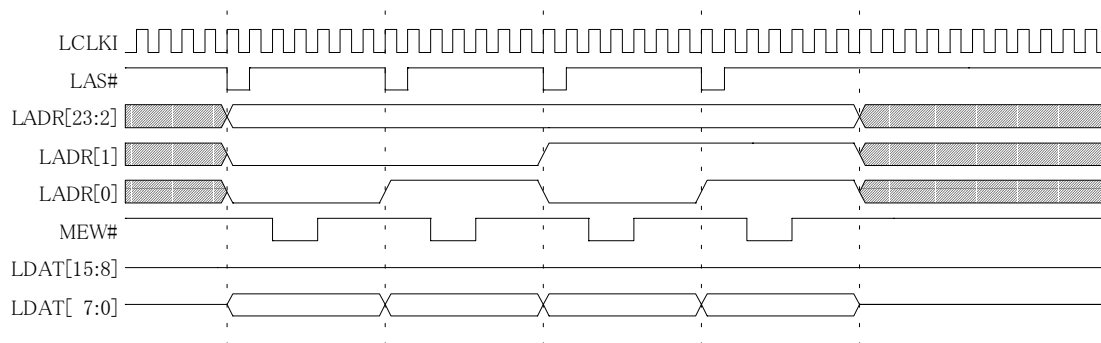 LCLKI
LAS#
LADR[23:2]
LADR[1]
LADR[0]
MEW#
LDAT[15:8]
LDAT[ 7:0]